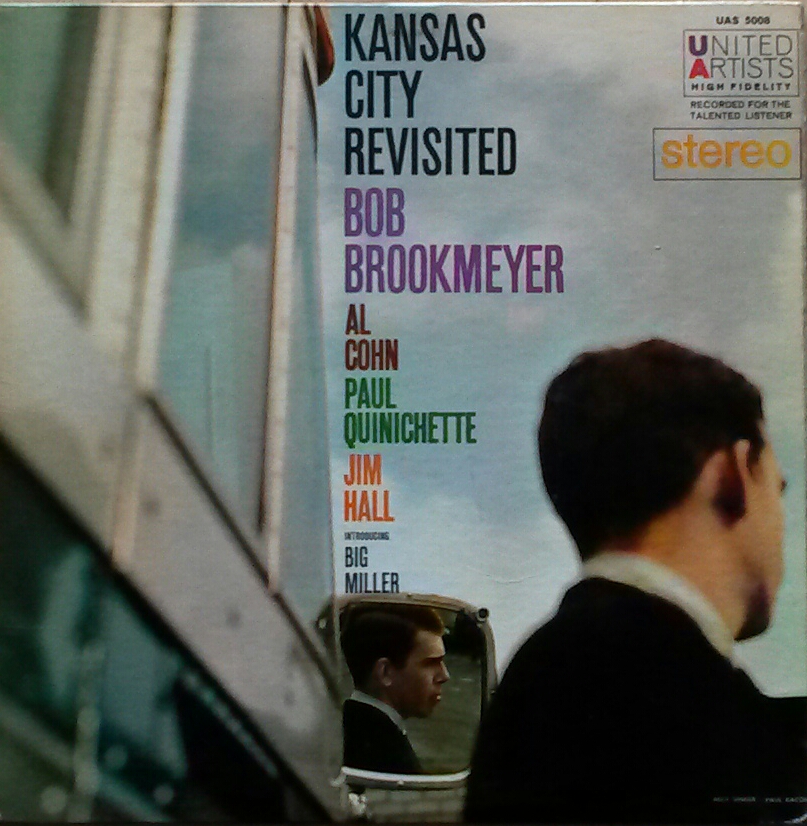 KANSAS
CITY
REVISITED
BOB
BROOKMEYER
AL
COHN
PAUL
QUINICHETTE
JIM
HALL
INTRODUCING
BIG
MILLER
UAS 5008
UNITED
ARTISTS
HIGH FIDELITY
RECORDED FOR THE
TALENTED LISTENER
stereo